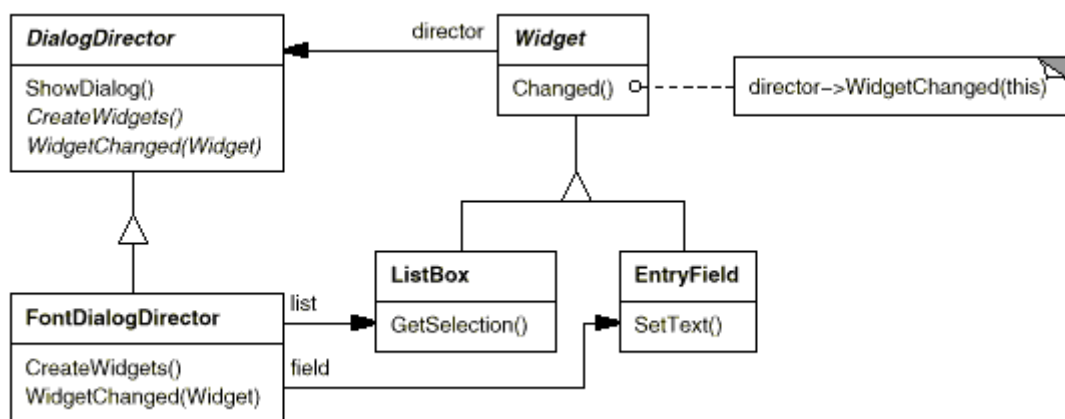 DialogDirector
ShowDialog()
CreateWidgets()
WidgetChanged(Widget)
director
Widget
Changed()
director->WidgetChanged(this)
ListBox
GetSelection()
EntryField
SetText()
FontDialogDirector
CreateWidgets()
WidgetChanged(Widget)
list
field